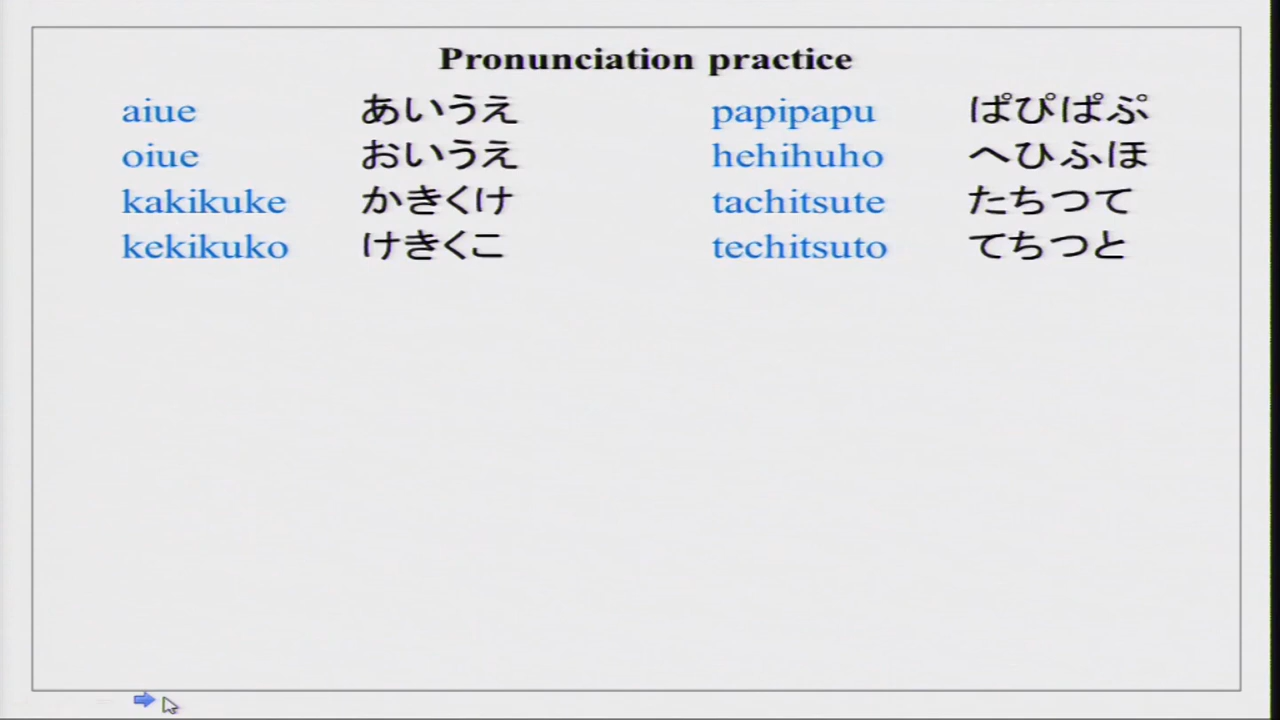 Pronunciation practice
aiue あいうえ papipapu ぱぴぱぷ
oiue おいうえ hehihuho へひふほ
kakikuke かきくけ tachitsute たちつて
kekikuko けきくこ techitsuto てちつと